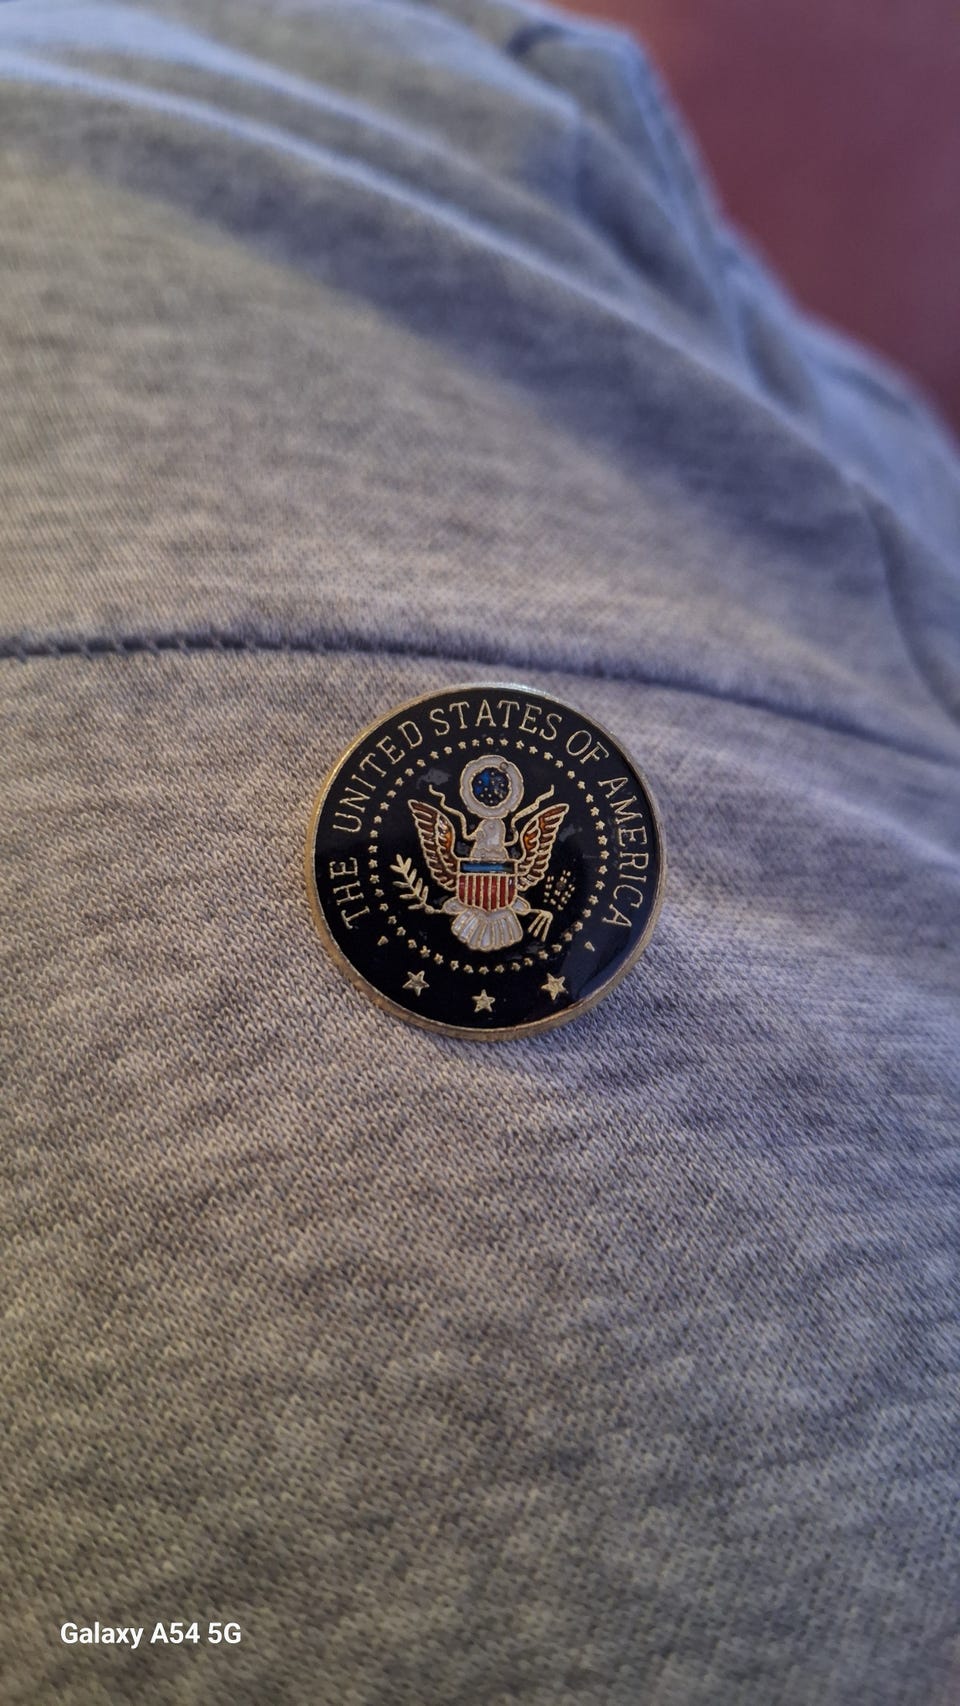 THE UNITED STATES OF AMERICA
Galaxy A54 5G